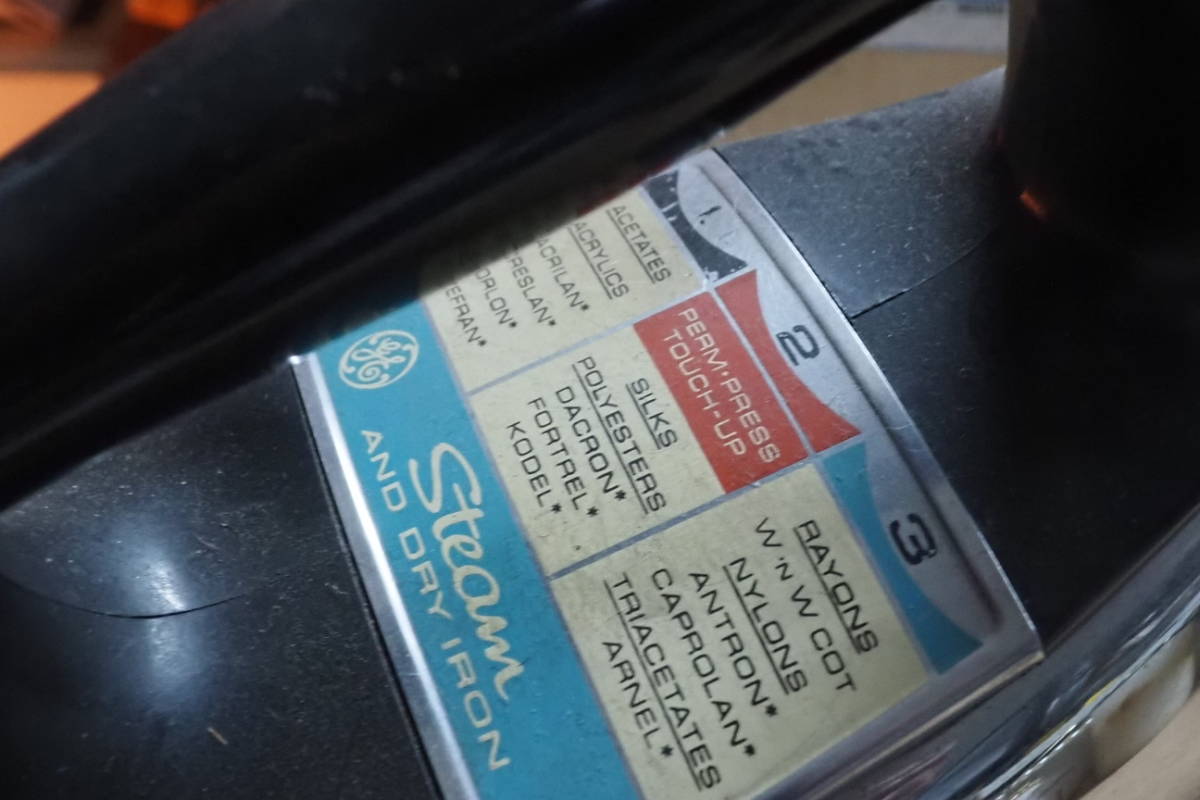 1
ACETATES
ACRYLICS
ACRILAN*
CRESLAN*
ORLON*
ZEFRAN*
2
PERM•PRESS
TOUCH-UP
SILKS
POLYESTERS
DACRON*
FORTREL*
KODEL*
3
RAYONS
W'N W COT
NYLONS
ANTRON*
CAPROLAN*
TRIACETATES
ARNEL*
GE
Steam
AND DRY IRON